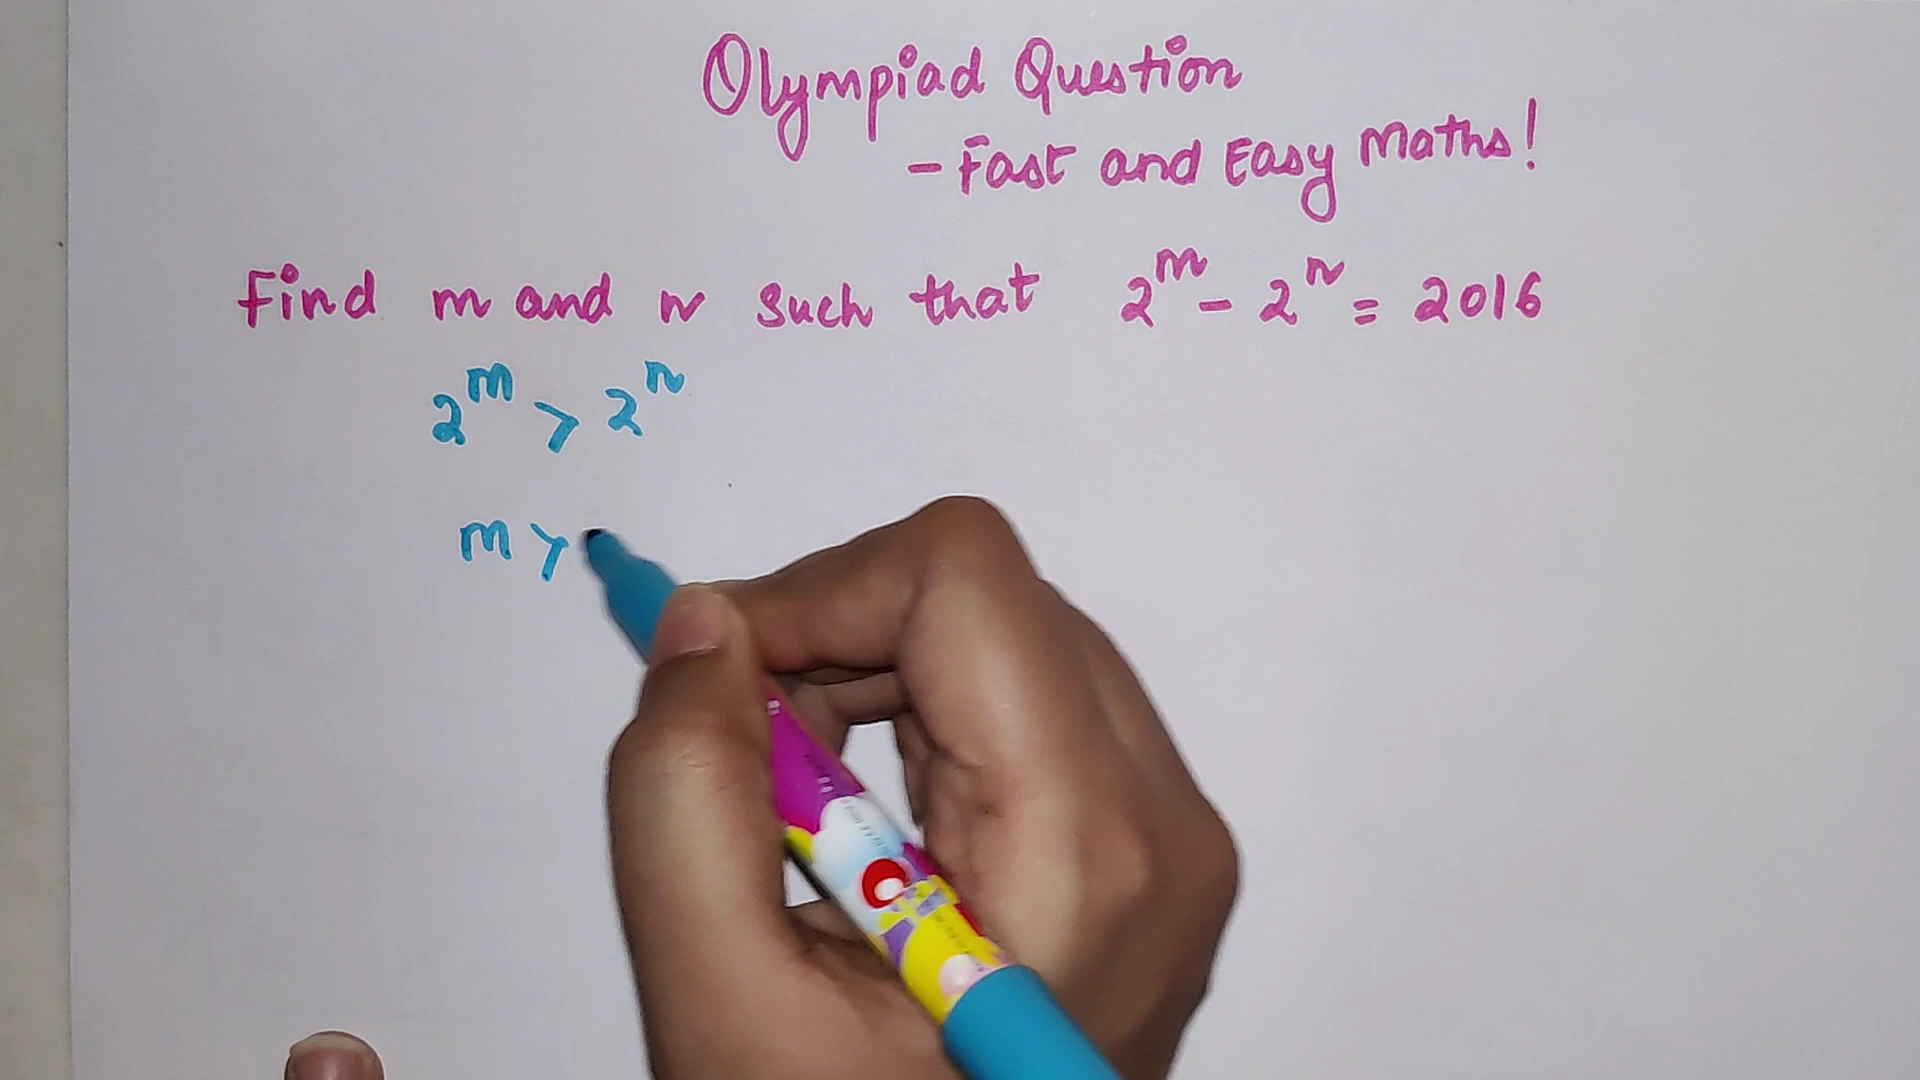 Olympiad Question
- Fast and Easy Maths!
Find m and n such that 2^m - 2^n = 2016
2^m > 2^n
m >